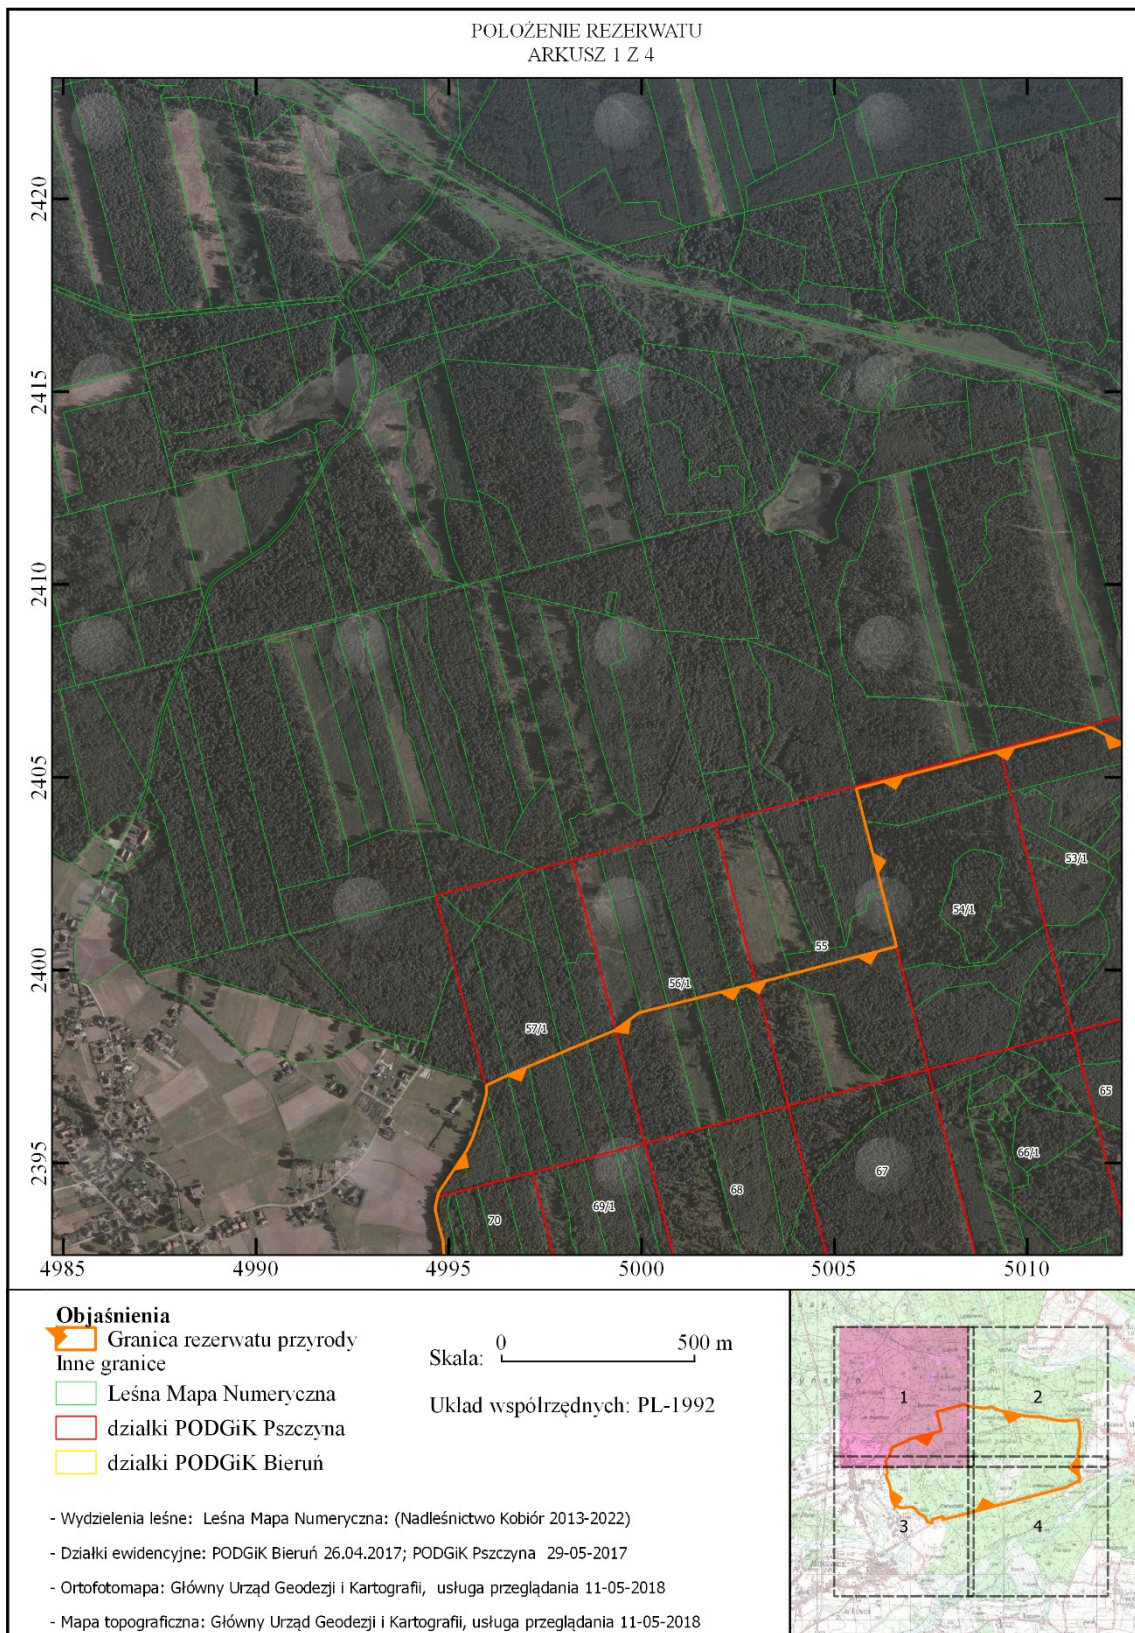 POŁOŻENIE REZERWATU
ARKUSZ 1 Z 4
2420
2415
2410
2405
2400
2395
53/1
54/1
55
56/1
57/1
65
66/1
67
68
69/1
70
4985 4990 4995 5000 5005 5010
Objaśnienia
Granica rezerwatu przyrody
Inne granice
Leśna Mapa Numeryczna
działki PODGiK Pszczyna
działki PODGiK Bieruń
Skala: 0 500 m
Układ współrzędnych: PL-1992
- Wydzielenia leśne: Leśna Mapa Numeryczna: (Nadleśnictwo Kobiór 2013-2022)
- Działki ewidencyjne: PODGiK Bieruń 26.04.2017; PODGiK Pszczyna 29-05-2017
- Ortofotomapa: Główny Urząd Geodezji i Kartografii, usługa przeglądania 11-05-2018
- Mapa topograficzna: Główny Urząd Geodezji i Kartografii, usługa przeglądania 11-05-2018
1 2
3 4